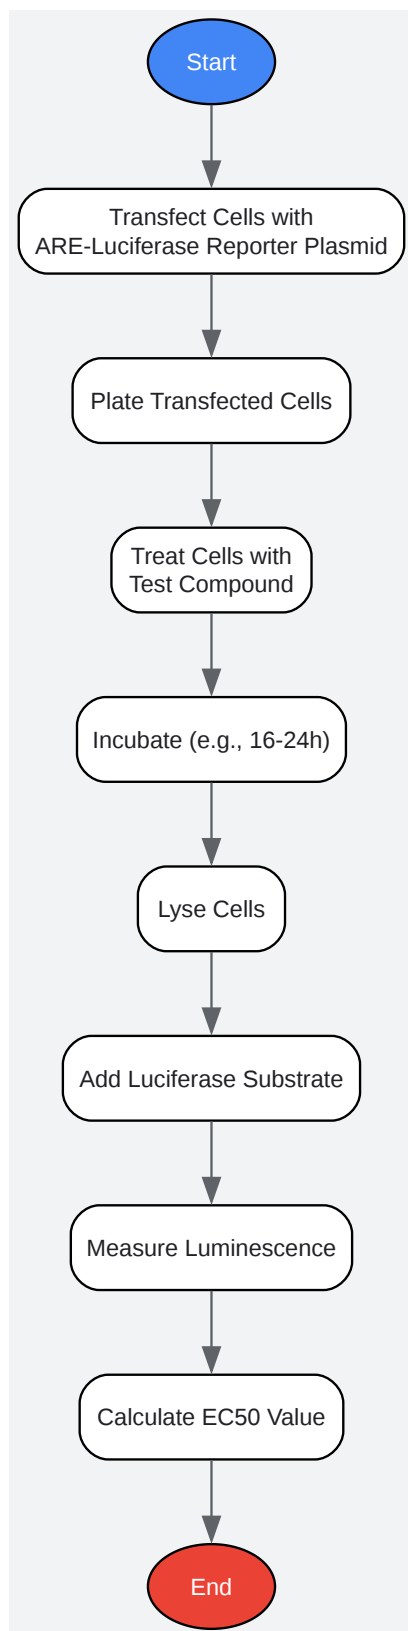 Start
Transfect Cells with
ARE-Luciferase Reporter Plasmid
Plate Transfected Cells
Treat Cells with
Test Compound
Incubate (e.g., 16-24h)
Lyse Cells
Add Luciferase Substrate
Measure Luminescence
Calculate EC50 Value
End